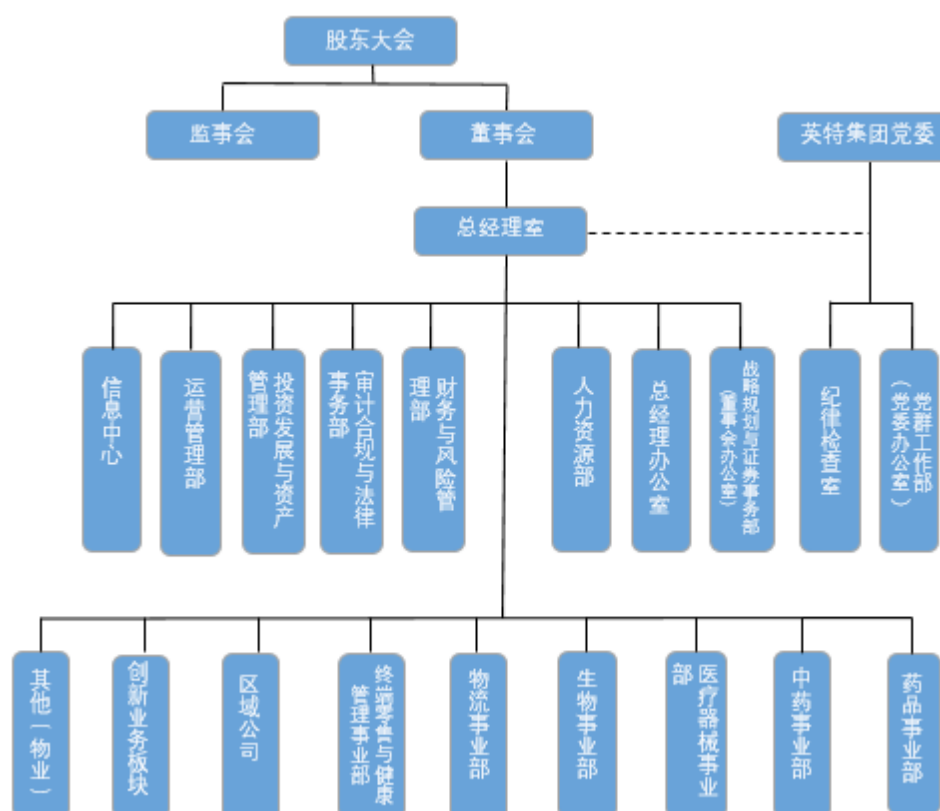 股东大会
监事会
董事会
英特集团党委
总经理室
信息中心
运营管理部
投资发展与资产
管理部
审计合规与法律
事务部
财务与风险管
理部
人力资源部
总经理办公室
战略规划与证券事务部
（董事会办公室）
纪律检查室
党群工作部
（党委办公室）
其他（物业）
创新业务板块
区域公司
终端零售与健康
管理事业部
物流事业部
生物事业部
医疗器械事业
部
中药事业部
药品事业部